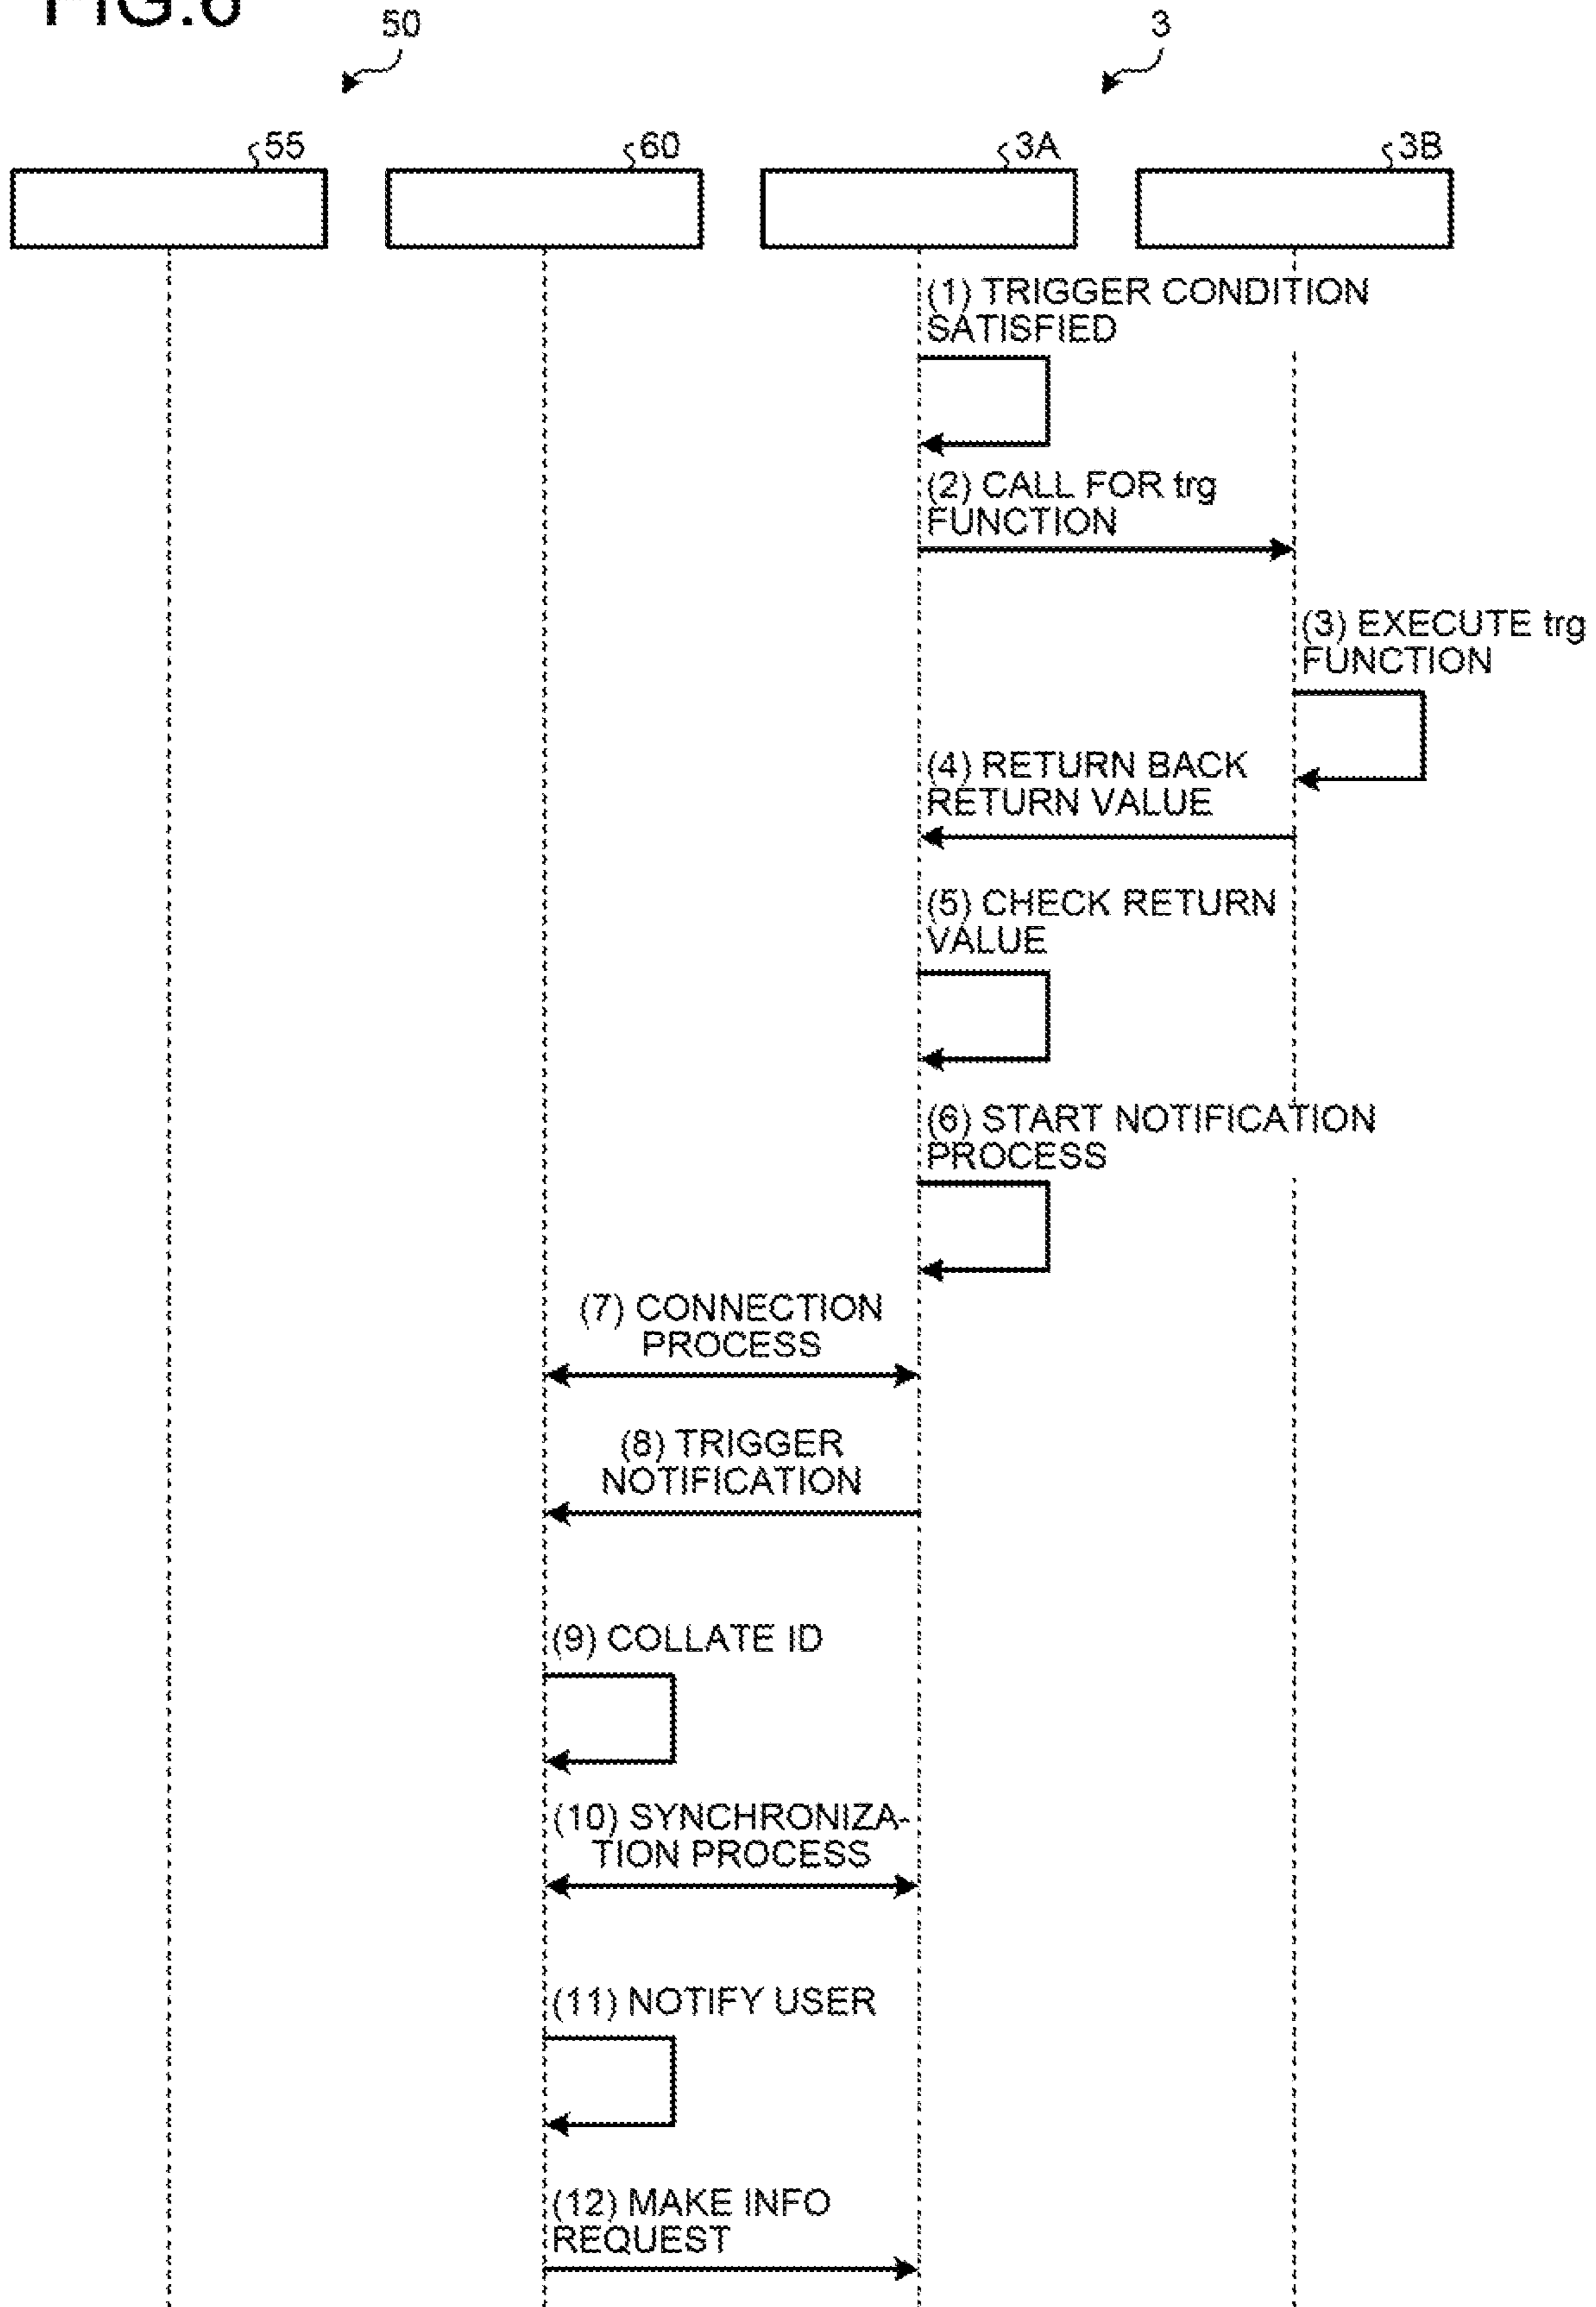 FIG.6
50
3
55
60
3A
3B
(1) TRIGGER CONDITION
SATISFIED
(2) CALL FOR trg
FUNCTION
(3) EXECUTE trg
FUNCTION
(4) RETURN BACK
RETURN VALUE
(5) CHECK RETURN
VALUE
(6) START NOTIFICATION
PROCESS
(7) CONNECTION
PROCESS
(8) TRIGGER
NOTIFICATION
(9) COLLATE ID
(10) SYNCHRONIZA-
TION PROCESS
(11) NOTIFY USER
(12) MAKE INFO
REQUEST